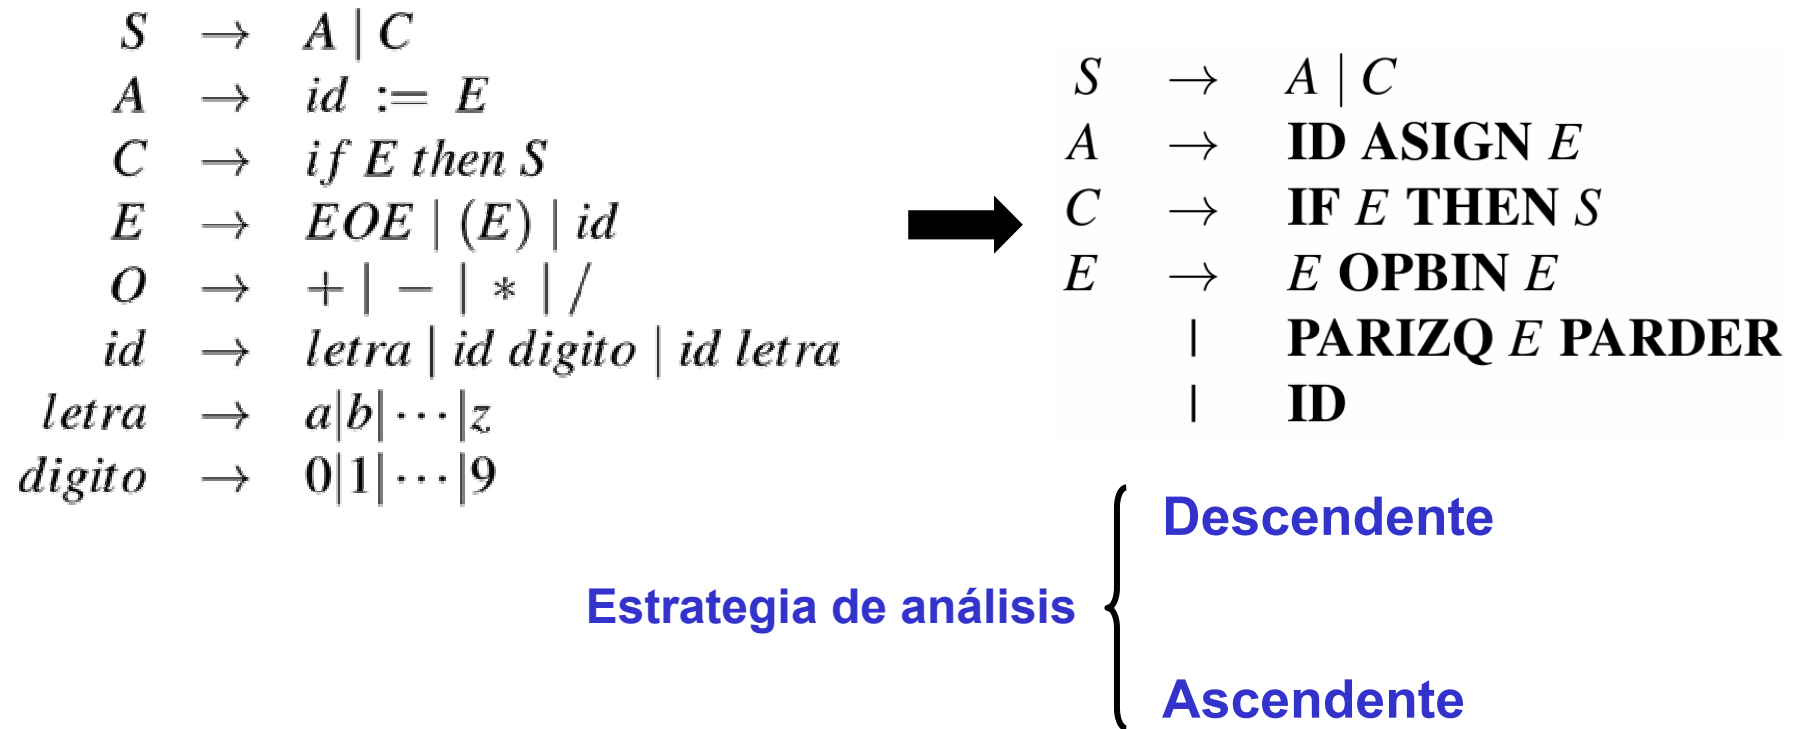 S → A | C
A → id := E
C → if E then S
E → EOE | (E) | id
O → + | − | ∗ | /
id → letra | id digito | id letra
letra → a|b|···|z
digito → 0|1|···|9
S → A | C
A → ID ASIGN E
C → IF E THEN S
E → E OPBIN E
| PARIZQ E PARDER
| ID
Estrategia de análisis
Descendente
Ascendente